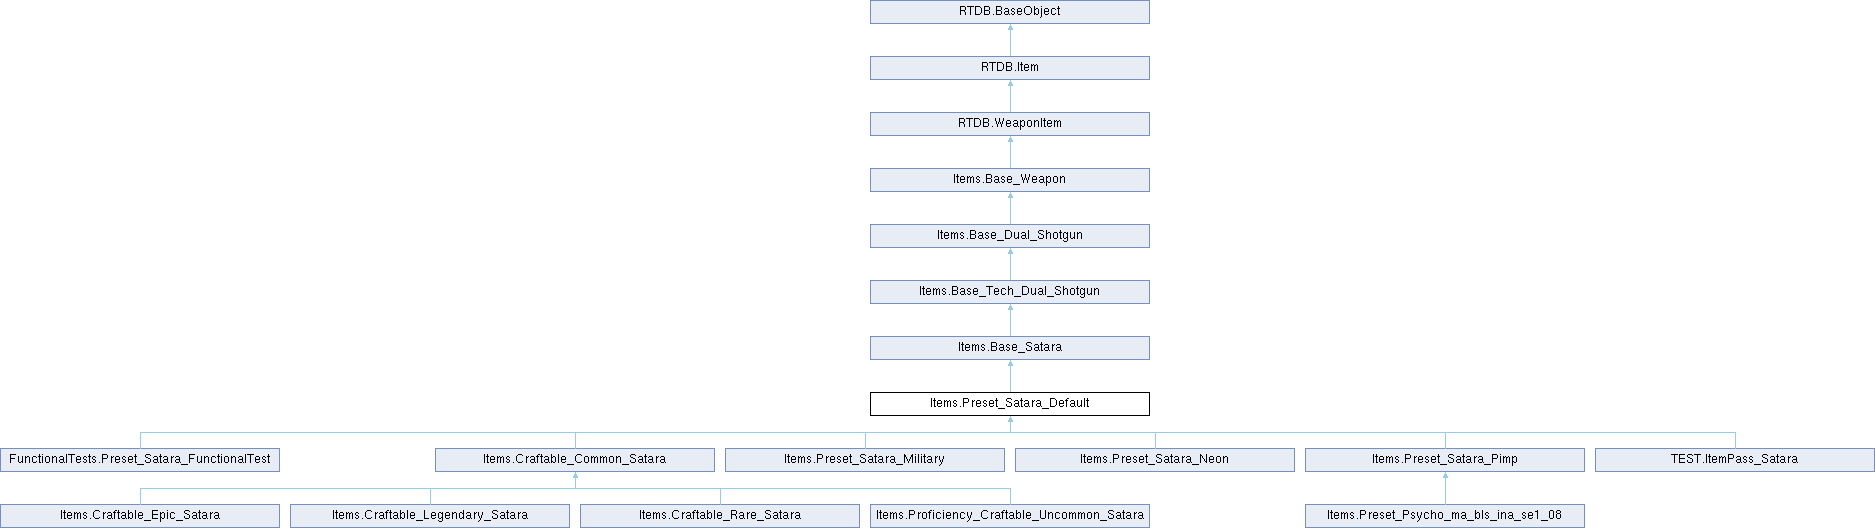 RTDB.BaseObject
RTDB.Item
RTDB.WeaponItem
Items.Base_Weapon
Items.Base_Dual_Shotgun
Items.Base_Tech_Dual_Shotgun
Items.Base_Satara
Items.Preset_Satara_Default
FunctionalTests.Preset_Satara_FunctionalTest
Items.Craftable_Common_Satara
Items.Preset_Satara_Military
Items.Preset_Satara_Neon
Items.Preset_Satara_Pimp
TEST.ItemPass_Satara
Items.Craftable_Epic_Satara
Items.Craftable_Legendary_Satara
Items.Craftable_Rare_Satara
Items.Proficiency_Craftable_Uncommon_Satara
Items.Preset_Psycho_ma_bls_ina_se1_08